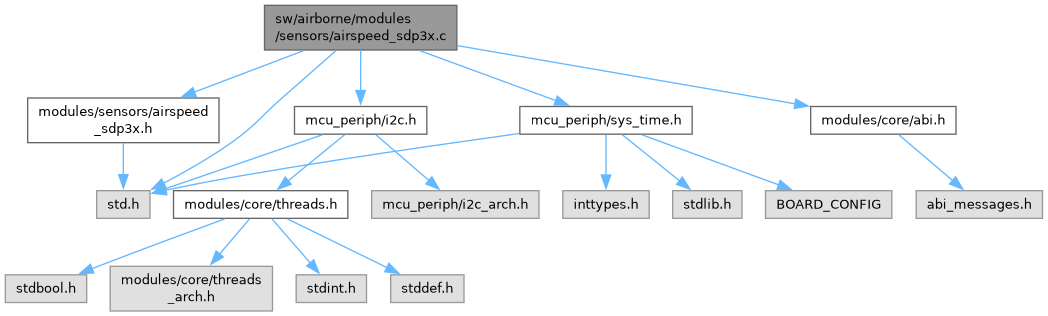 sw/airborne/modules
/sensors/airspeed_sdp3x.c
modules/sensors/airspeed
_sdp3x.h
mcu_periph/i2c.h
mcu_periph/sys_time.h
modules/core/abi.h
std.h
modules/core/threads.h
mcu_periph/i2c_arch.h
inttypes.h
stdlib.h
BOARD_CONFIG
abi_messages.h
stdbool.h
modules/core/threads
_arch.h
stdint.h
stddef.h